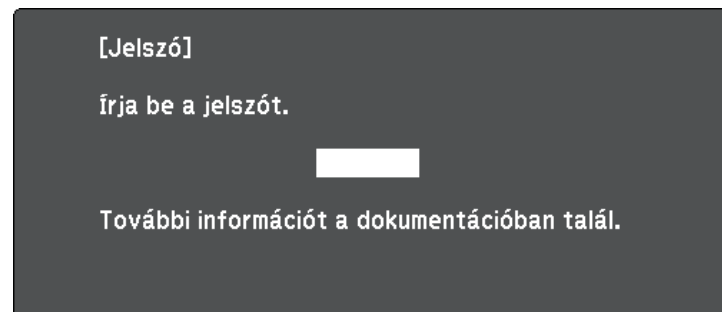 [Jelszó]
Írja be a jelszót.
További információt a dokumentációban talál.